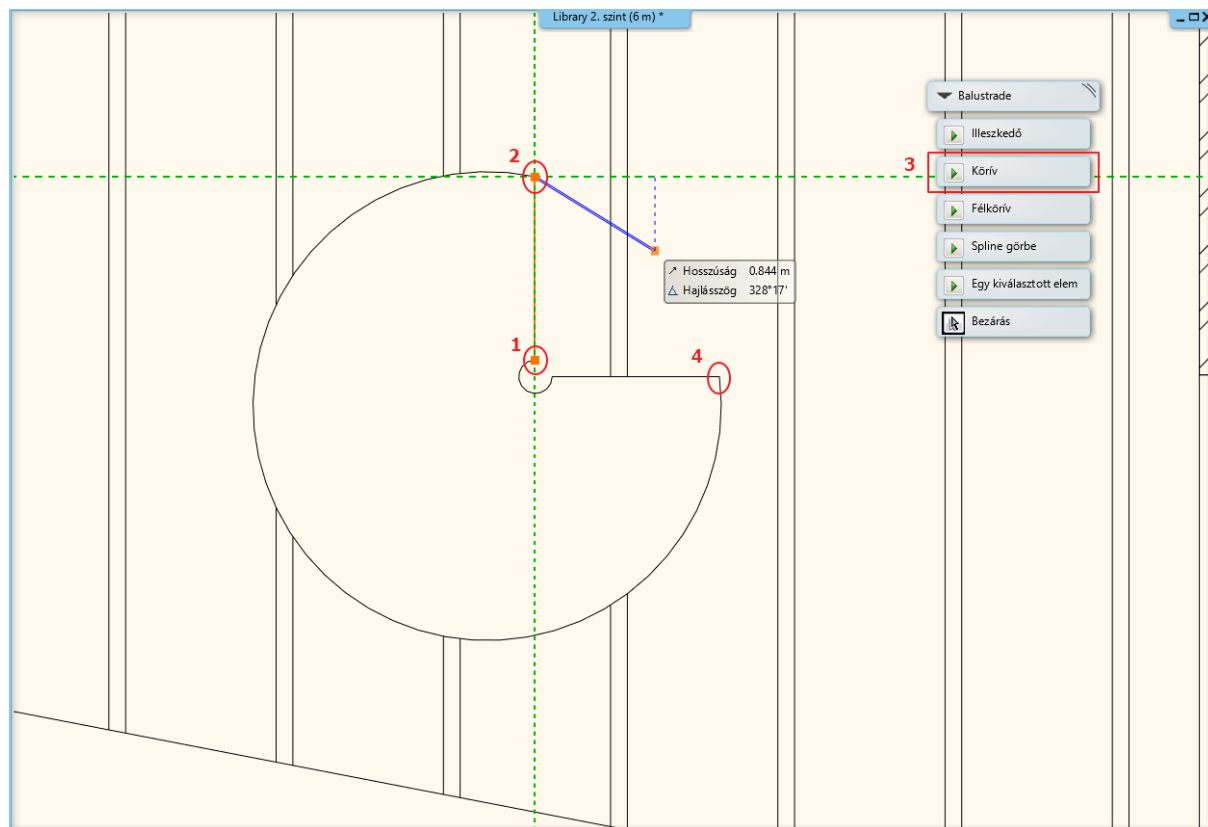 Library 2. szint (6 m) *
Balustrade
Illeszkedő
2
3
Körív
Félkörív
Spline görbe
Hosszúság 0.844 m
Egy kiválasztott elem
Hajlásszög 328°17'
Bezárás
1
4